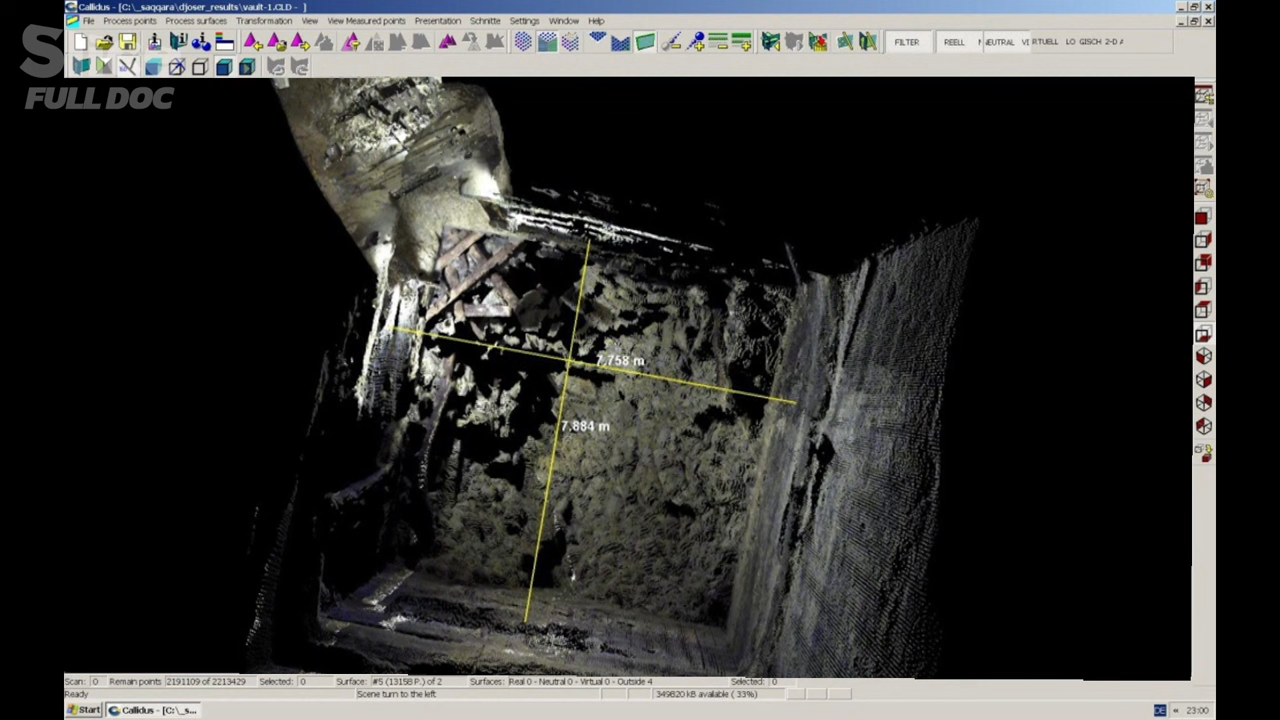 Callidus - [C:\_saqqara\djoser_results\vault-1.CLD - ]
File Process points Process surfaces Transformation View View Measured points Presentation Schnitte Settings Window Help
FILTER REELL
FULL DOC
7.758 m
7.884 m
Scan: 0 Remain points 2191109 of 2213429 Selected: 0 Surface: #5 (13158 P.) of 2 Surfaces: Real 0 - Neutral 0 - Virtual 0 - Outside 4 Selected: 0
Ready Scene turn to the left 349820 kB available ( 33%)
Start Callidus - [C:\_s... DE « 23:00